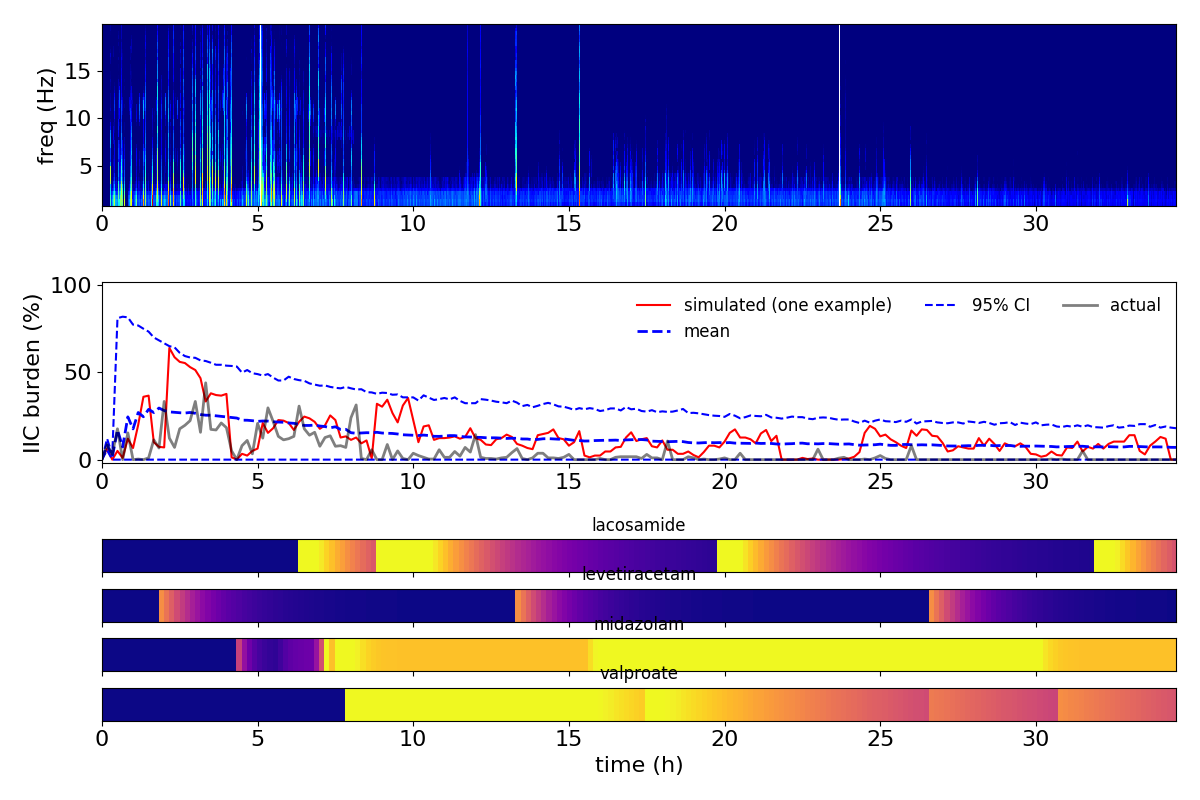 freq (Hz)
15
10
5
0 5 10 15 20 25 30
IIC burden (%)
100
50
0
simulated (one example) 95% CI actual
mean
0 5 10 15 20 25 30
lacosamide
levetiracetam
midazolam
valproate
0 5 10 15 20 25 30
time (h)